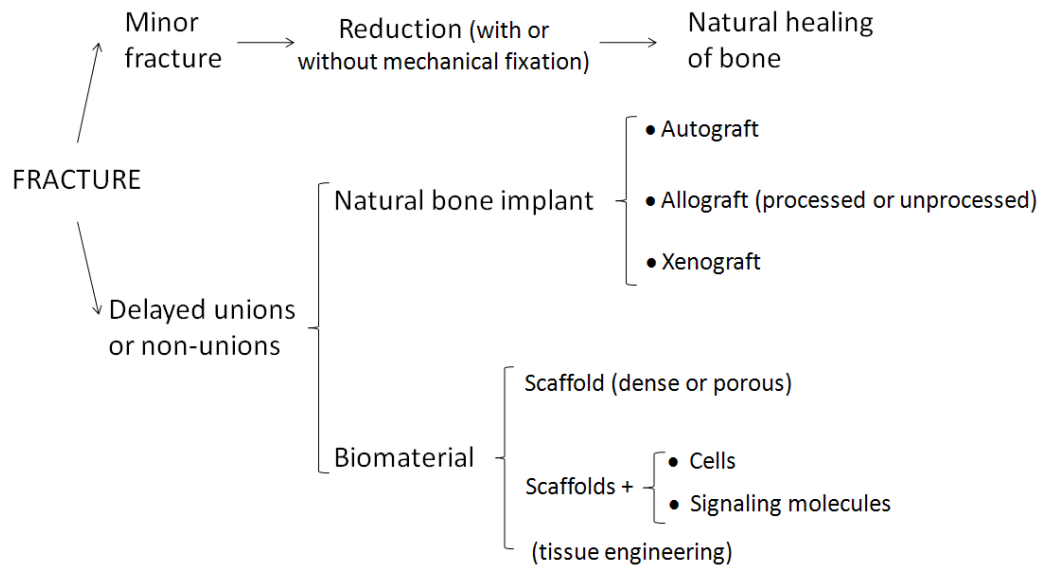 Minor
fracture
Reduction (with or
without mechanical fixation)
Natural healing
of bone
FRACTURE
Natural bone implant
● Autograft
● Allograft (processed or unprocessed)
● Xenograft
Delayed unions
or non-unions
Biomaterial
Scaffold (dense or porous)
Scaffolds +
● Cells
● Signaling molecules
(tissue engineering)